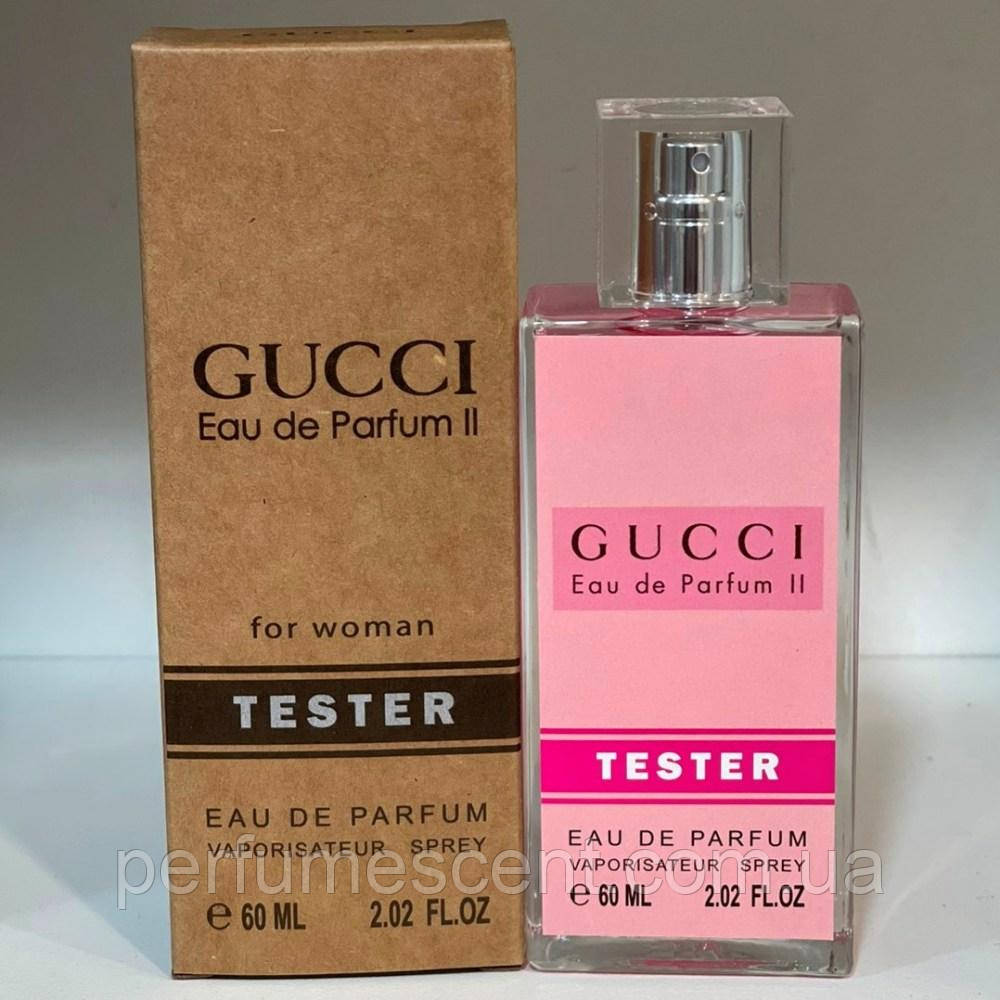 GUCCI
Eau de Parfum II
for woman
TESTER
EAU DE PARFUM
VAPORISATEUR SPREY
e 60 ML 2.02 FL.OZ
GUCCI
Eau de Parfum II
TESTER
EAU DE PARFUM
VAPORISATEUR SPREY
e 60 ML 2.02 FL.OZ
perfumescent.com.ua